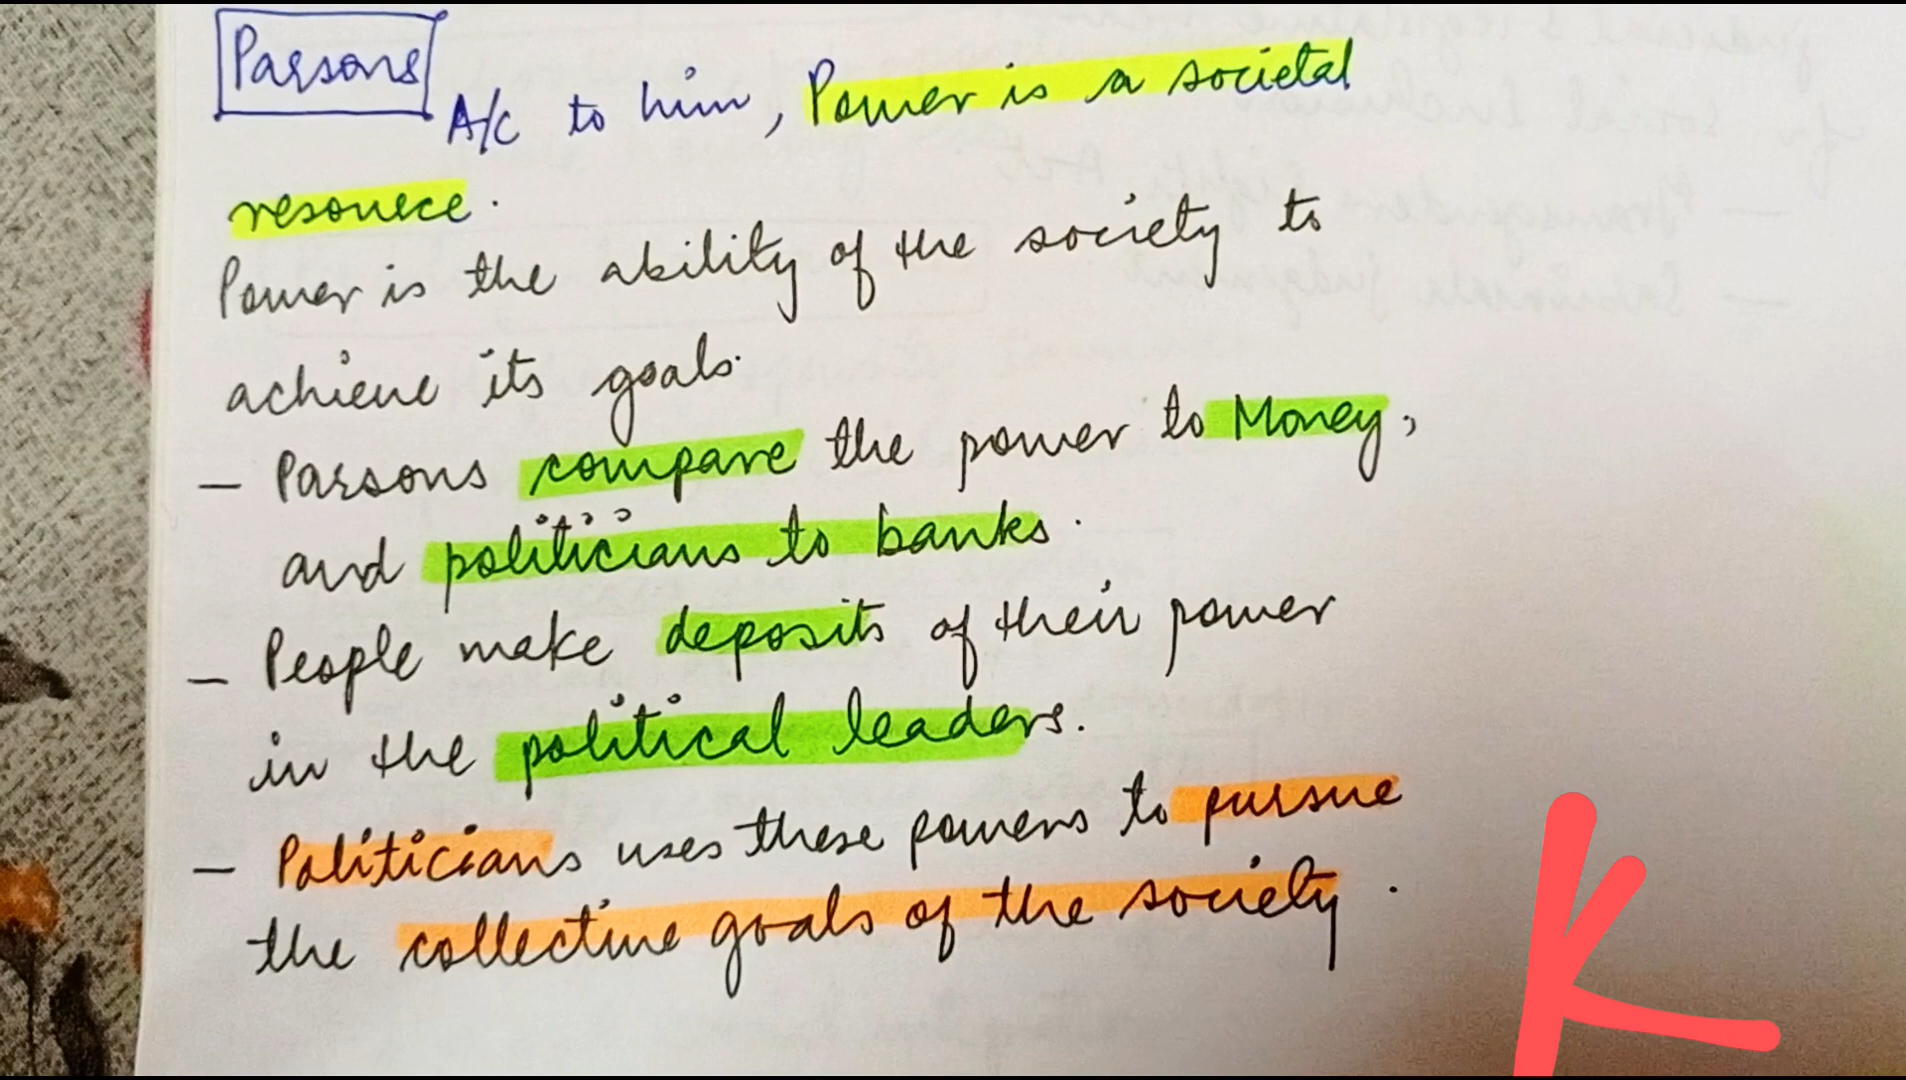 Parsons
A/c to him, Power is a societal
resource.
Power is the ability of the society to
achieve its goals.
- Parsons compare the power to Money,
and politicians to banks.
- People make deposits of their power
in the political leaders.
- Politicians uses these powers to pursue
the collective goals of the society.
K